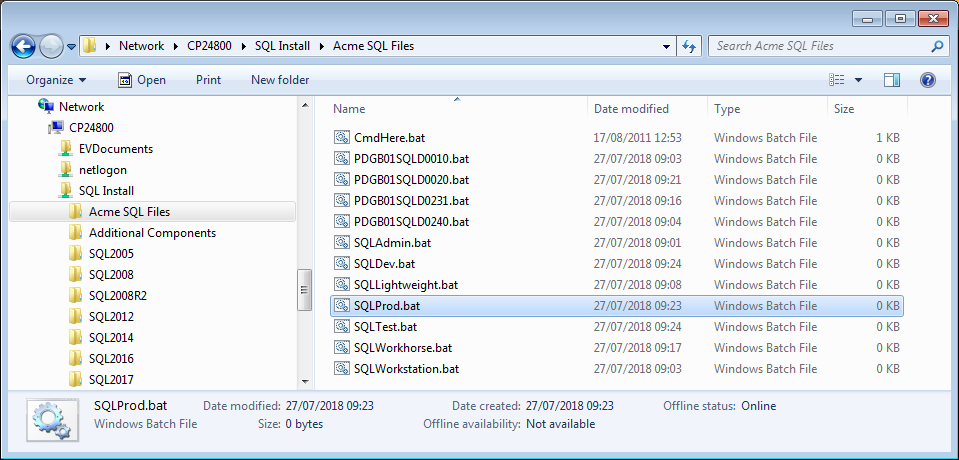 Network CP24800 SQL Install Acme SQL Files Search Acme SQL Files
Organize Open Print New folder
Network
CP24800
EVDocuments
netlogon
SQL Install
Acme SQL Files
Additional Components
SQL2005
SQL2008
SQL2008R2
SQL2012
SQL2014
SQL2016
SQL2017
Name Date modified Type Size
CmdHere.bat 17/08/2011 12:53 Windows Batch File 1 KB
PDGB01SQLD0010.bat 27/07/2018 09:03 Windows Batch File 0 KB
PDGB01SQLD0020.bat 27/07/2018 09:21 Windows Batch File 0 KB
PDGB01SQLD0231.bat 27/07/2018 09:16 Windows Batch File 0 KB
PDGB01SQLD0240.bat 27/07/2018 09:04 Windows Batch File 0 KB
SQLAdmin.bat 27/07/2018 09:01 Windows Batch File 0 KB
SQLDev.bat 27/07/2018 09:24 Windows Batch File 0 KB
SQLLightweight.bat 27/07/2018 09:08 Windows Batch File 0 KB
SQLProd.bat 27/07/2018 09:23 Windows Batch File 0 KB
SQLTest.bat 27/07/2018 09:24 Windows Batch File 0 KB
SQLWorkhorse.bat 27/07/2018 09:17 Windows Batch File 0 KB
SQLWorkstation.bat 27/07/2018 09:03 Windows Batch File 0 KB
SQLProd.bat Date modified: 27/07/2018 09:23 Date created: 27/07/2018 09:23 Offline status: Online
Windows Batch File Size: 0 bytes Offline availability: Not available